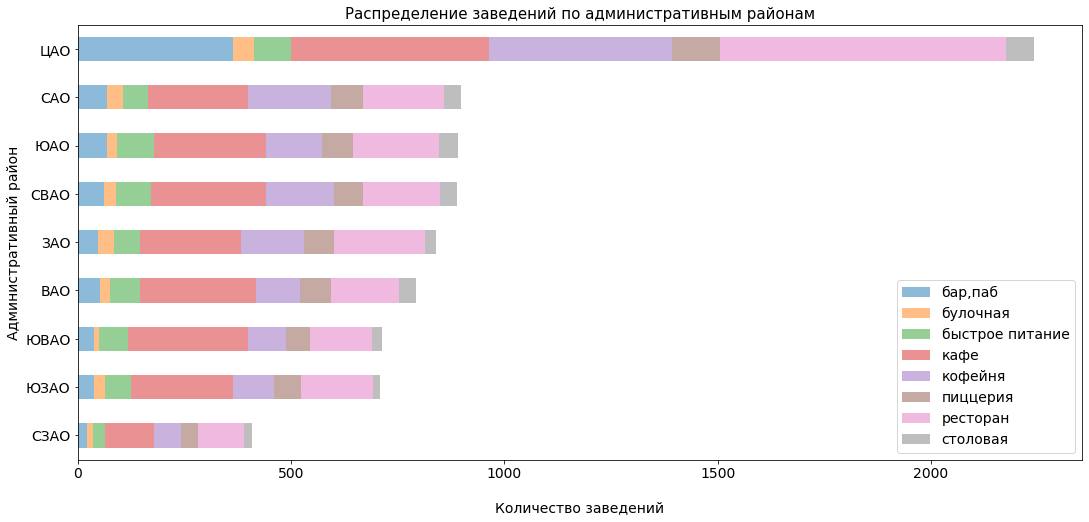 Распределение заведений по административным районам
Административный район
ЦАО
САО
ЮАО
СВАО
ЗАО
ВАО
ЮВАО
ЮЗАО
СЗАО
бар,паб
булочная
быстрое питание
кафе
кофейня
пиццерия
ресторан
столовая
0 500 1000 1500 2000
Количество заведений